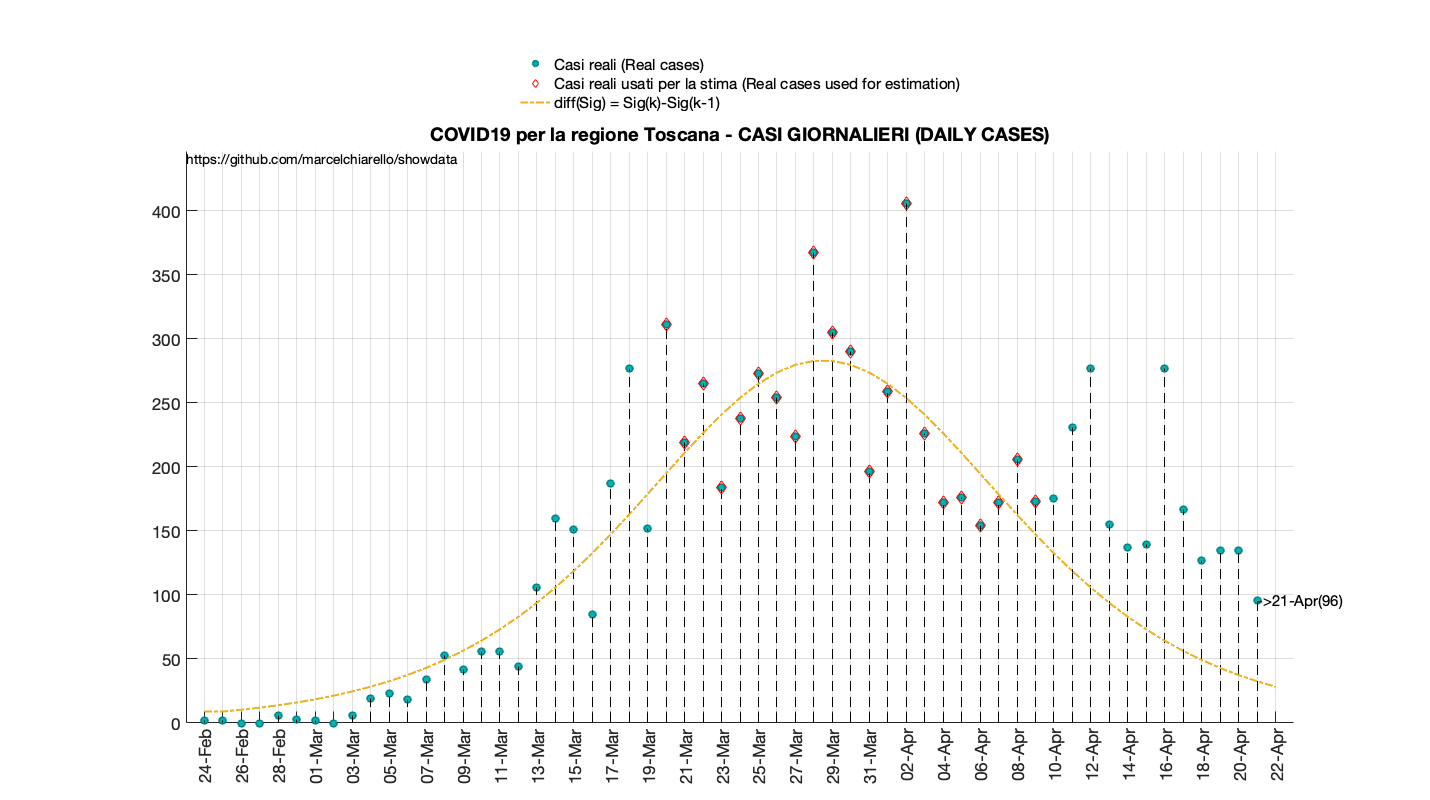 Casi reali (Real cases)
Casi reali usati per la stima (Real cases used for estimation)
diff(Sig) = Sig(k)-Sig(k-1)
COVID19 per la regione Toscana - CASI GIORNALIERI (DAILY CASES)
https://github.com/marcelchiarello/showdata
400
350
300
250
200
150
100
50
0
>21-Apr(96)
24-Feb
26-Feb
28-Feb
01-Mar
03-Mar
05-Mar
07-Mar
09-Mar
11-Mar
13-Mar
15-Mar
17-Mar
19-Mar
21-Mar
23-Mar
25-Mar
27-Mar
29-Mar
31-Mar
02-Apr
04-Apr
06-Apr
08-Apr
10-Apr
12-Apr
14-Apr
16-Apr
18-Apr
20-Apr
22-Apr